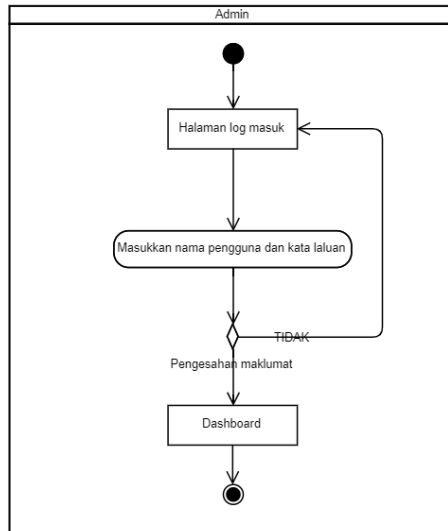 Admin
Halaman log masuk
Masukkan nama pengguna dan kata laluan
TIDAK
Pengesahan maklumat
Dashboard